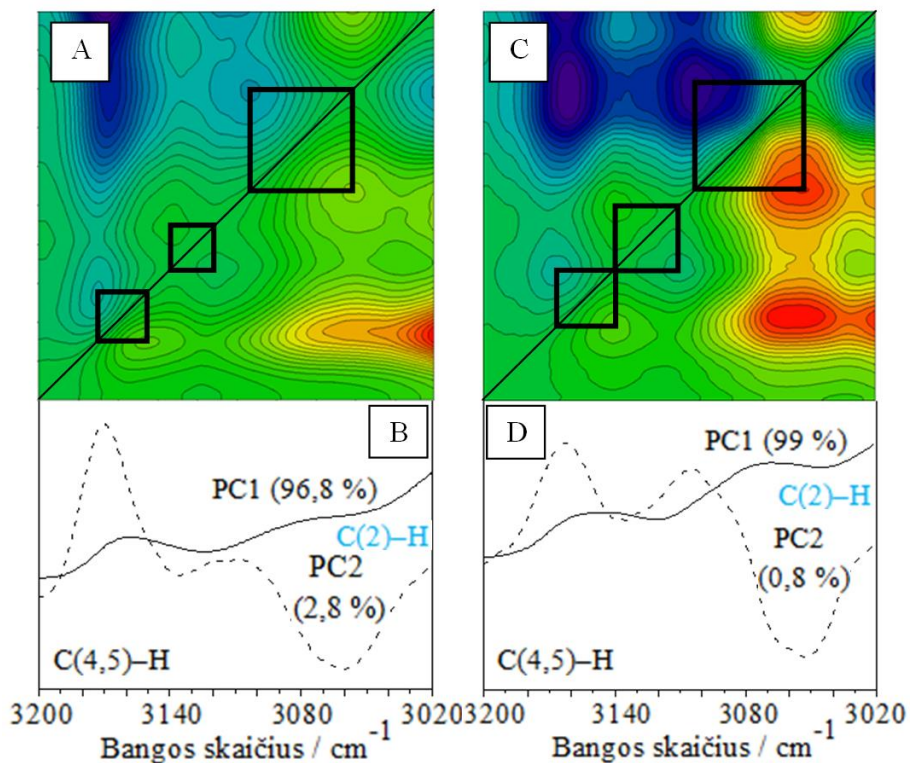 A
C
B
PC1 (96,8 %)
C(2)–H
PC2
(2,8 %)
C(4,5)–H
D
PC1 (99 %)
C(2)–H
PC2
(0,8 %)
C(4,5)–H
3200 3140 3080 3020
3200 3140 3080 3020
Bangos skaičius / cm⁻¹
Bangos skaičius / cm⁻¹